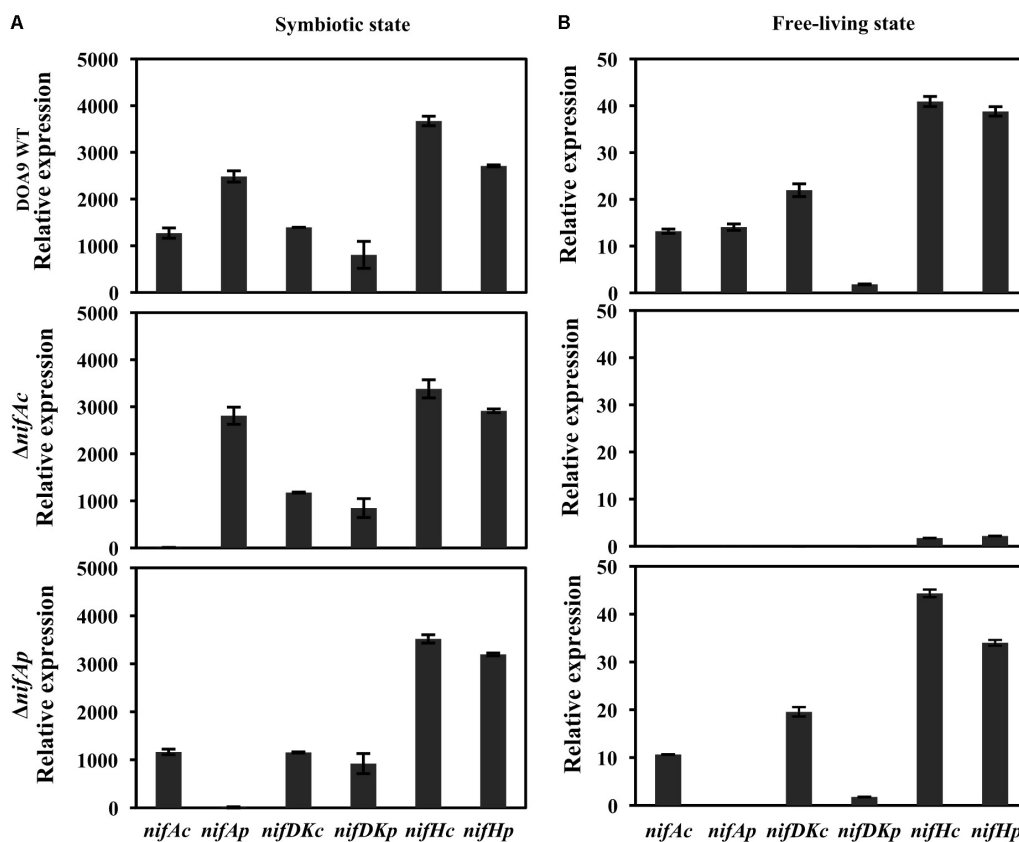 A
Symbiotic state
B
Free-living state
DOA9 WT
Relative expression
5000
4000
3000
2000
1000
0
Relative expression
50
40
30
20
10
0
ΔnifAc
Relative expression
5000
4000
3000
2000
1000
0
Relative expression
50
40
30
20
10
0
ΔnifAp
Relative expression
5000
4000
3000
2000
1000
0
Relative expression
50
40
30
20
10
0
nifAc nifAp nifDKc nifDKp nifHc nifHp
nifAc nifAp nifDKc nifDKp nifHc nifHp